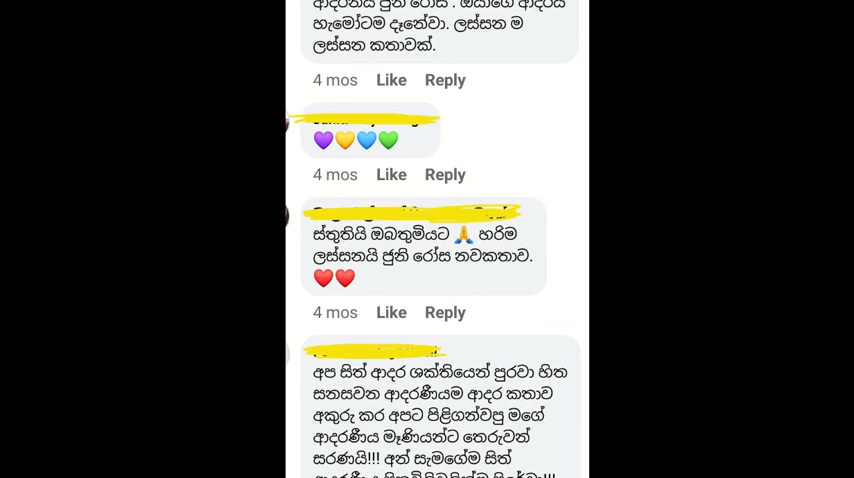 හැමෝටම දෑනේවා. ලස්සන ම
ලස්සන කතාවක්.
4 mos Like Reply
💜💛💙💚
4 mos Like Reply
ස්තූතියි ඔබතුමියට 🙏 හරිම
ලස්සනයි ජුනි රෝස නවකතාව.
❤️❤️
4 mos Like Reply
අප සිත් ආදර ශක්තියෙන් පුරවා හිත
සනසවන ආදරණීයම ආදර කතාව
අකුරු කර අපට පිළිගන්වපු මගේ
ආදරණීය මෑණියන්ට තෙරුවන්
සරණයි!!! අන් සැමගේම සිත්